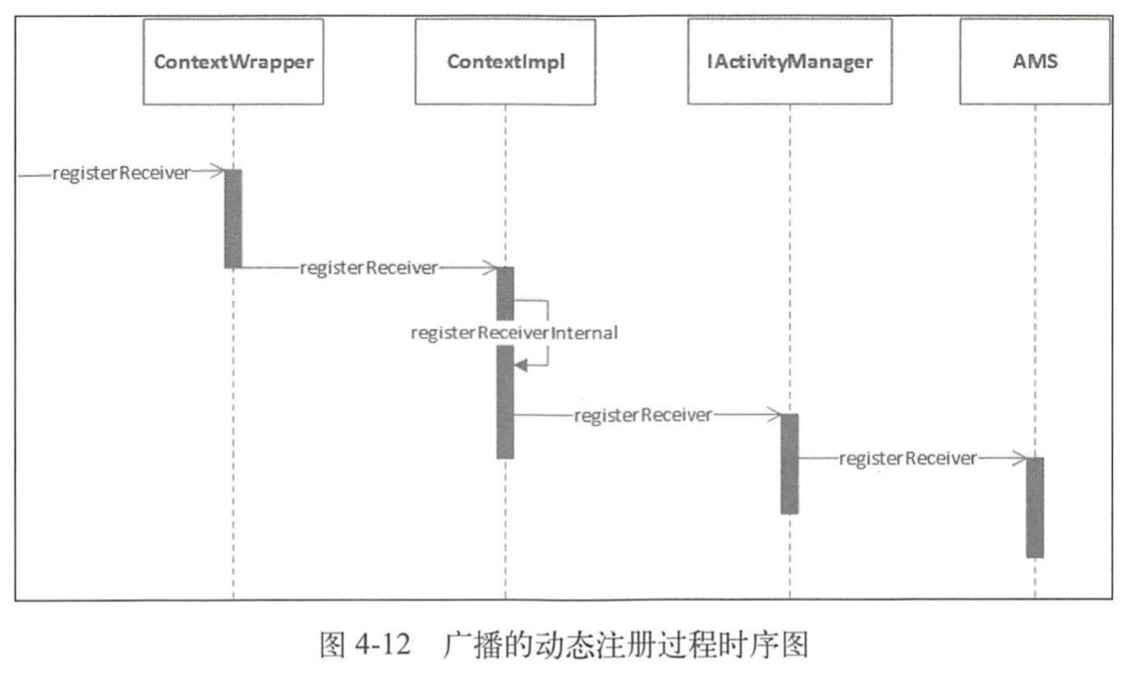 ContextWrapper
ContextImpl
IActivityManager
AMS
registerReceiver
registerReceiver
registerReceiverInternal
registerReceiver
registerReceiver
图 4-12 广播的动态注册过程时序图